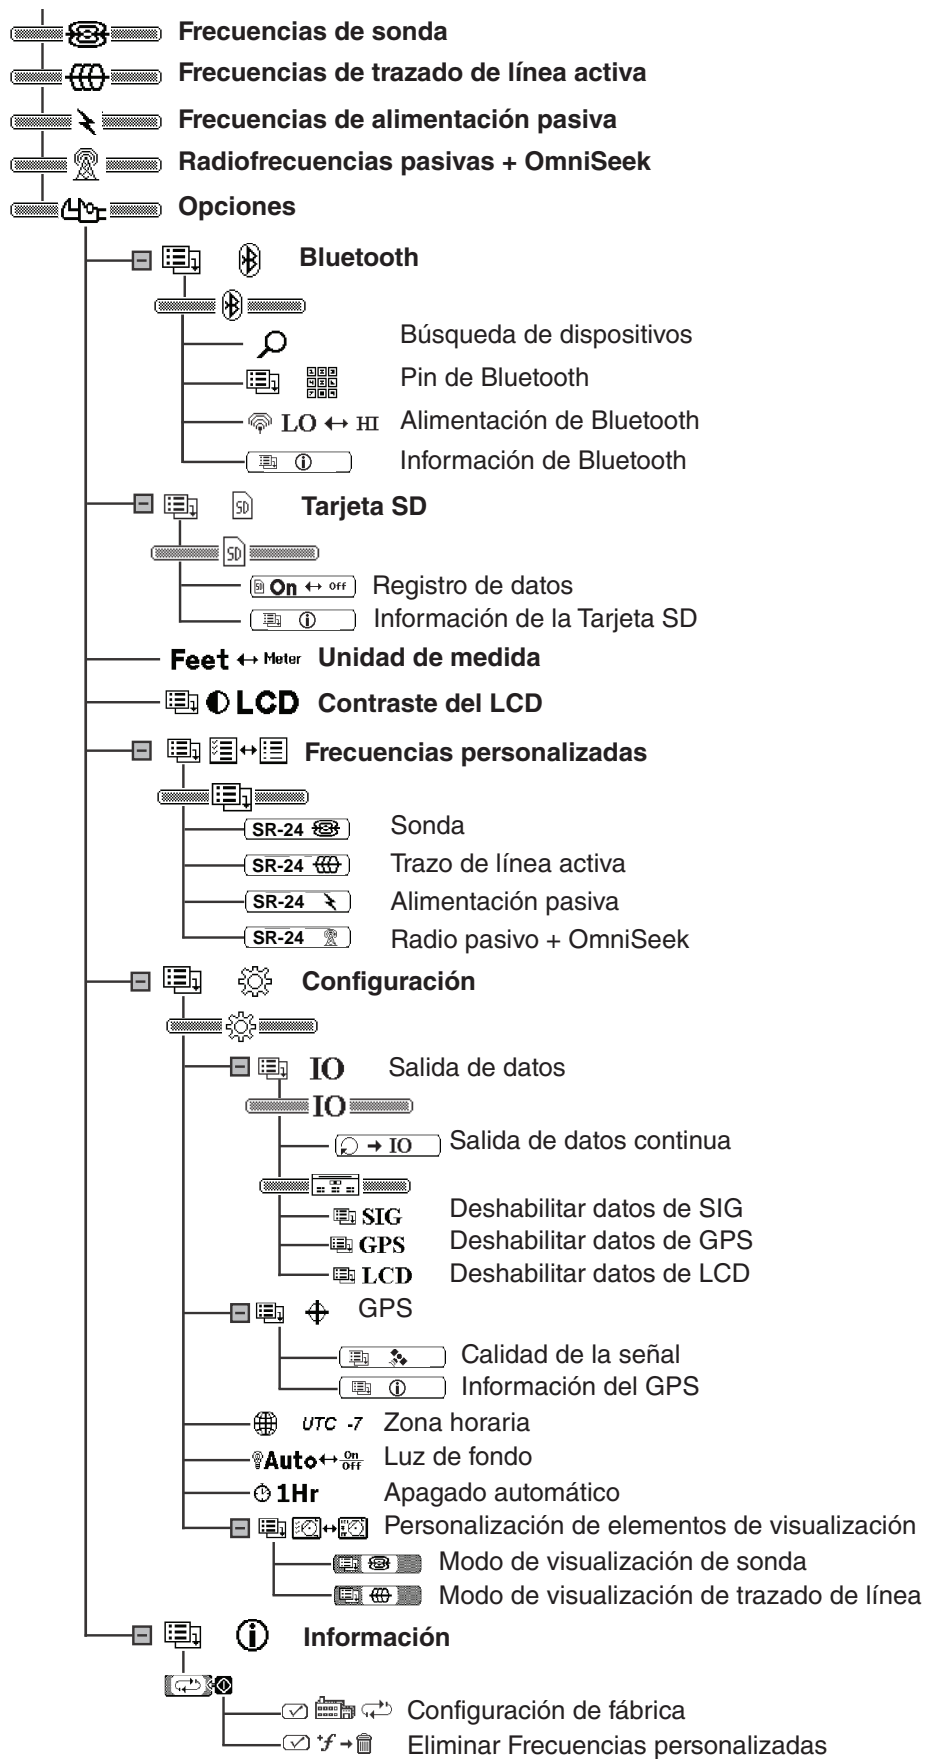 Frecuencias de sonda
Frecuencias de trazado de línea activa
Frecuencias de alimentación pasiva
Radiofrecuencias pasivas + OmniSeek
Opciones
Bluetooth
Búsqueda de dispositivos
Pin de Bluetooth
LO ↔ HI Alimentación de Bluetooth
Información de Bluetooth
SD Tarjeta SD
SD
On ↔ Off Registro de datos
Información de la Tarjeta SD
Feet ↔ Meter Unidad de medida
LCD Contraste del LCD
Frecuencias personalizadas
SR-24 Sonda
SR-24 Trazo de línea activa
SR-24 Alimentación pasiva
SR-24 Radio pasivo + OmniSeek
Configuración
IO Salida de datos
IO
→ IO Salida de datos continua
SIG Deshabilitar datos de SIG
GPS Deshabilitar datos de GPS
LCD Deshabilitar datos de LCD
GPS
Calidad de la señal
Información del GPS
UTC -7 Zona horaria
Auto ↔ On Off Luz de fondo
1Hr Apagado automático
Personalización de elementos de visualización
Modo de visualización de sonda
Modo de visualización de trazado de línea
Información
Configuración de fábrica
+f → Eliminar Frecuencias personalizadas